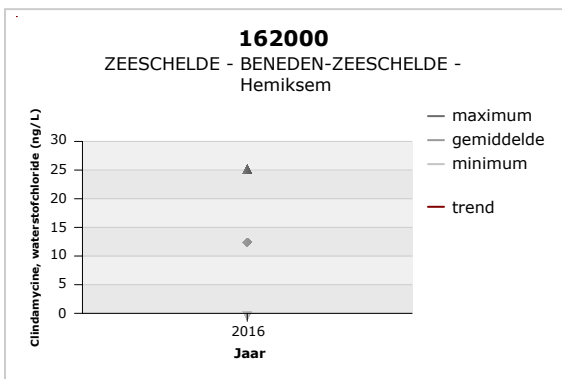 162000
ZEESCHELDE - BENEDEN-ZEESCHELDE -
Hemiksem
maximum
gemiddelde
minimum
trend
Clindamycine, waterstofchloride (ng/L)
30
25
20
15
10
5
0
2016
Jaar